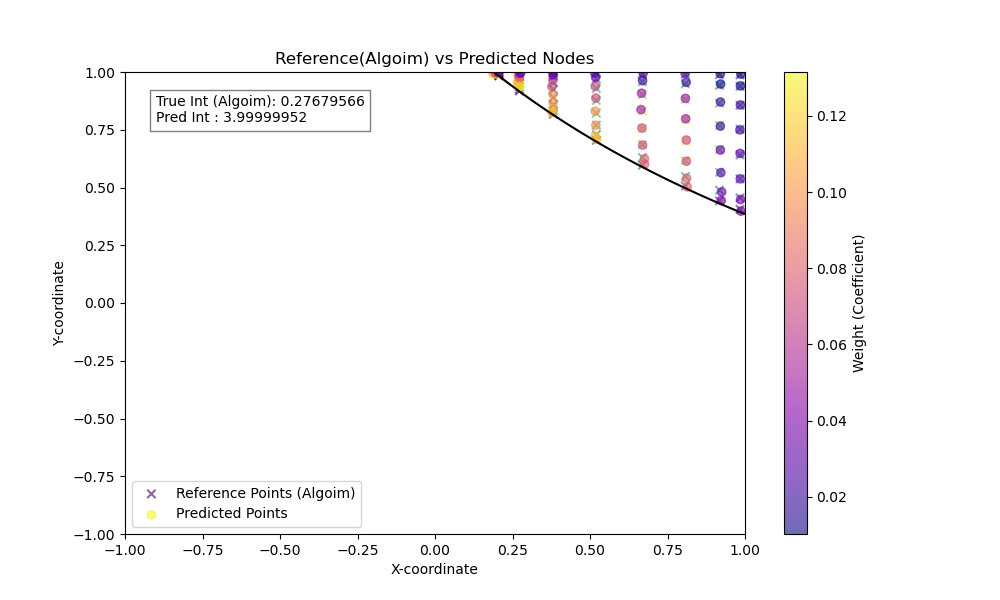 Reference(Algoim) vs Predicted Nodes
True Int (Algoim): 0.27679566
Pred Int : 3.99999952
1.00
0.75
0.50
0.25
0.00
−0.25
−0.50
−0.75
−1.00
Y-coordinate
Reference Points (Algoim)
Predicted Points
−1.00 −0.75 −0.50 −0.25 0.00 0.25 0.50 0.75 1.00
X-coordinate
0.12
0.10
0.08
0.06
0.04
0.02
Weight (Coefficient)